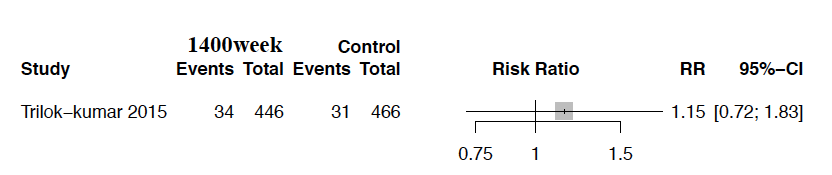 1400week Control
Study Events Total Events Total Risk Ratio RR 95%−CI
Trilok−kumar 2015 34 446 31 466 1.15 [0.72; 1.83]
0.75 1 1.5